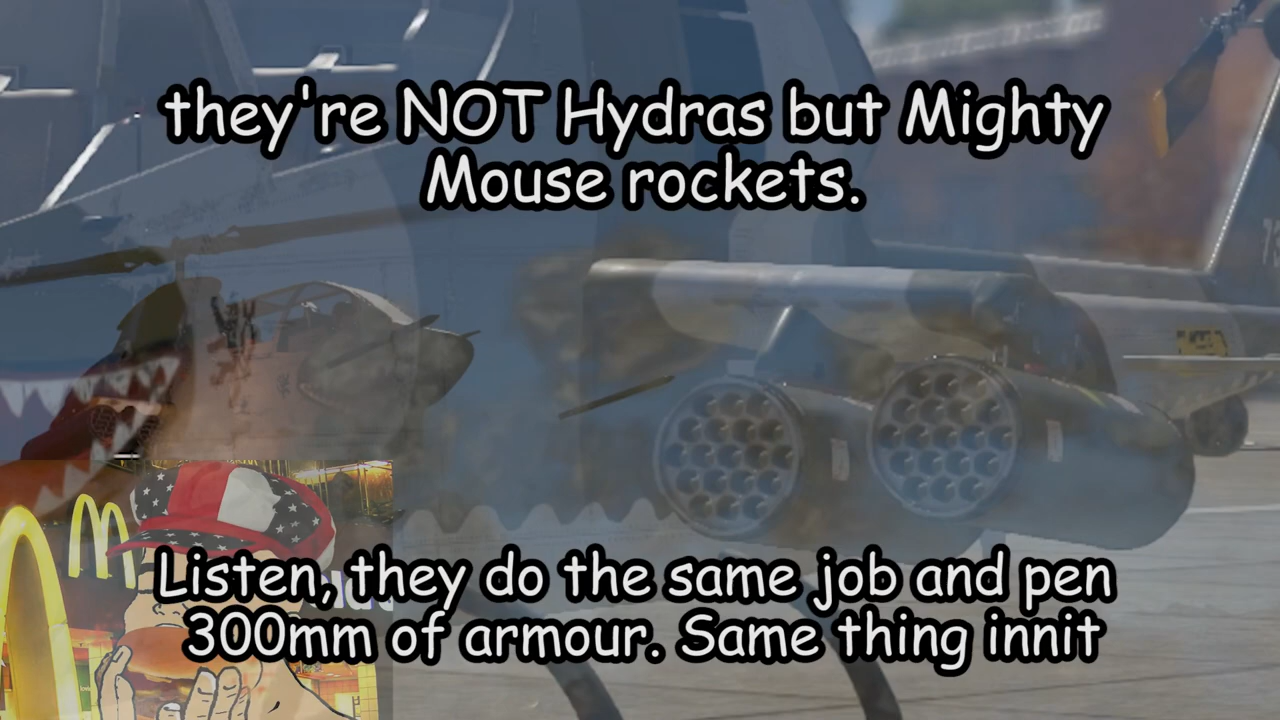 they're NOT Hydras but Mighty
Mouse rockets.
Listen, they do the same job and pen
300mm of armour. Same thing innit